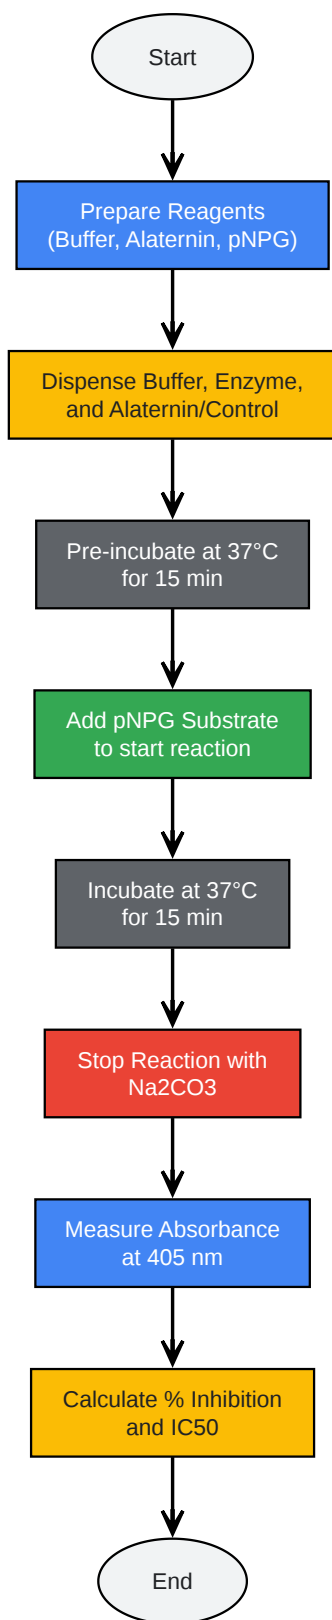 Start
Prepare Reagents
(Buffer, Alaternin, pNPG)
Dispense Buffer, Enzyme,
and Alaternin/Control
Pre-incubate at 37°C
for 15 min
Add pNPG Substrate
to start reaction
Incubate at 37°C
for 15 min
Stop Reaction with
Na2CO3
Measure Absorbance
at 405 nm
Calculate % Inhibition
and IC50
End